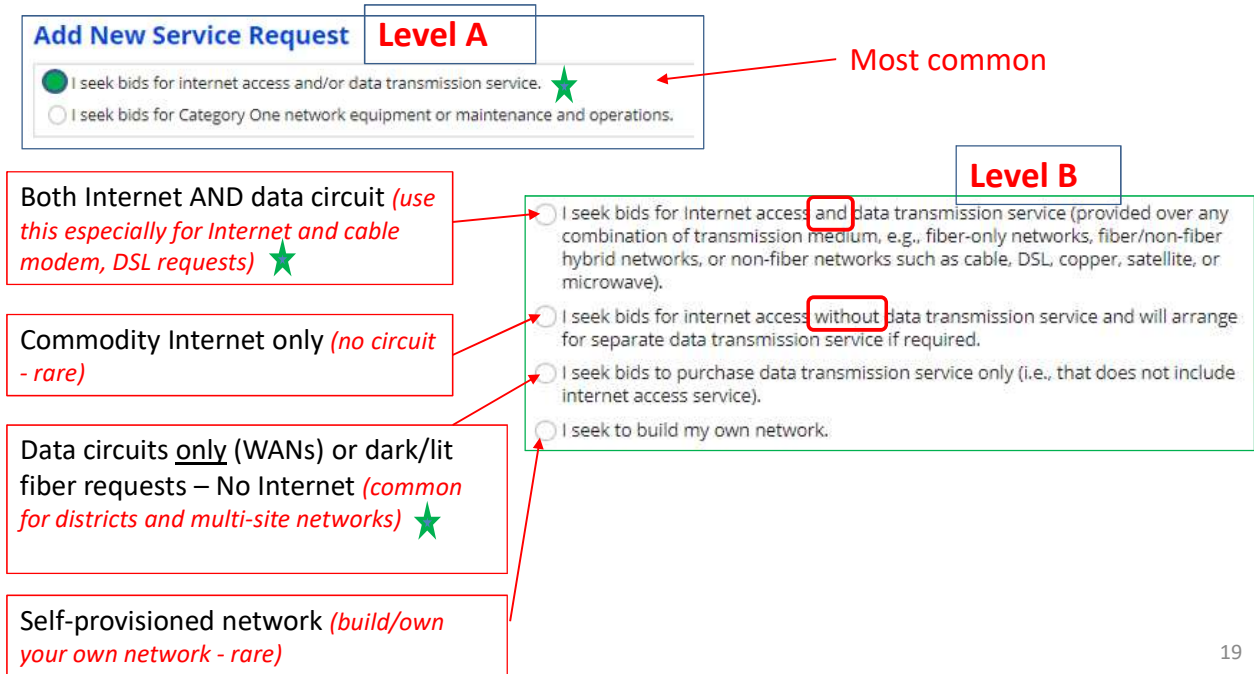 Add New Service Request
Level A
I seek bids for internet access and/or data transmission service.
I seek bids for Category One network equipment or maintenance and operations.
Most common
Both Internet AND data circuit (use
this especially for Internet and cable
modem, DSL requests)
Commodity Internet only (no circuit
- rare)
Data circuits only (WANs) or dark/lit
fiber requests – No Internet (common
for districts and multi-site networks)
Self-provisioned network (build/own
your own network - rare)
Level B
I seek bids for Internet access and data transmission service (provided over any
combination of transmission medium, e.g., fiber-only networks, fiber/non-fiber
hybrid networks, or non-fiber networks such as cable, DSL, copper, satellite, or
microwave).
I seek bids for internet access without data transmission service and will arrange
for separate data transmission service if required.
I seek bids to purchase data transmission service only (i.e., that does not include
internet access service).
I seek to build my own network.
19